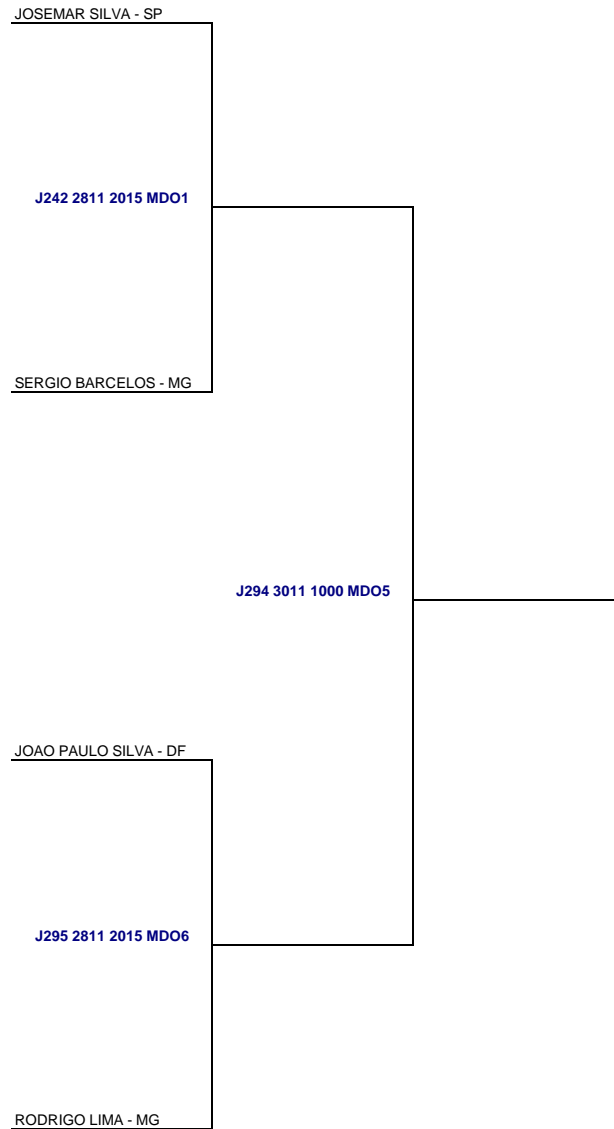 JOSEMAR SILVA - SP
J242 2811 2015 MDO1
SERGIO BARCELOS - MG
J294 3011 1000 MDO5
JOAO PAULO SILVA - DF
J295 2811 2015 MDO6
RODRIGO LIMA - MG